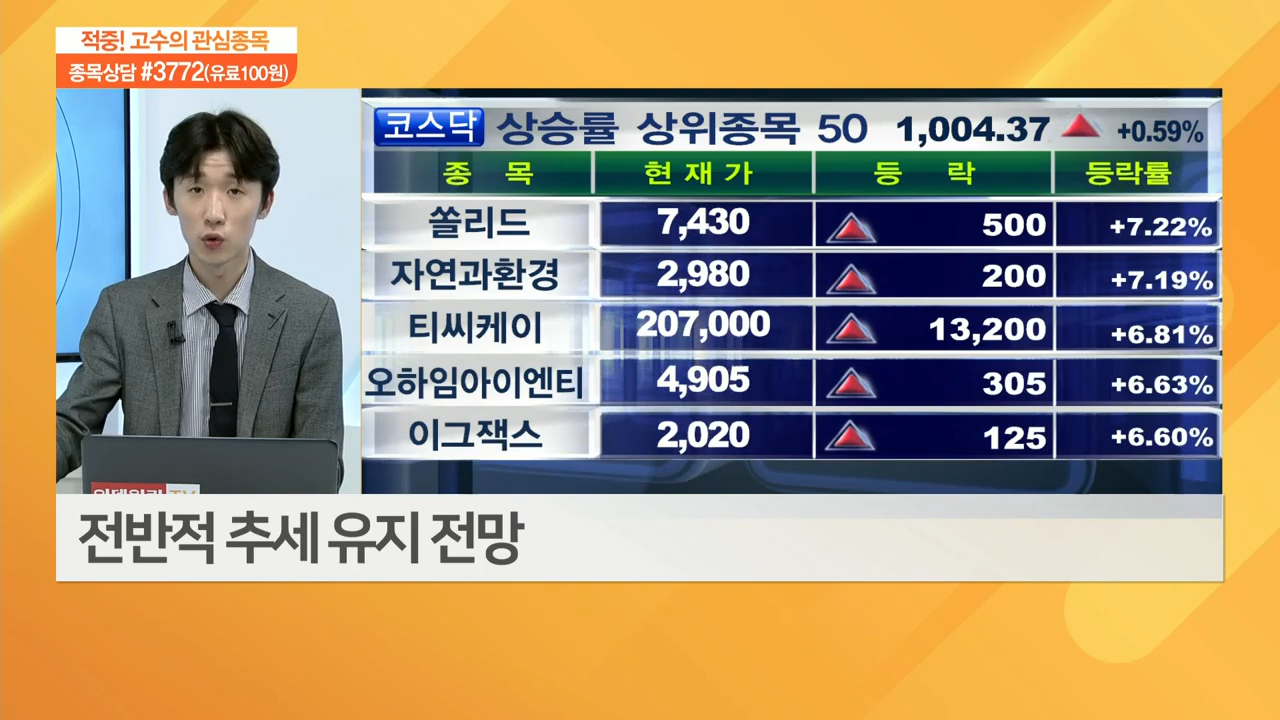 적중! 고수의 관심종목
종목상담 #3772(유료100원)
코스닥 상승률 상위종목 50 1,004.37 +0.59%
종 목 현 재 가 등 락 등락률
쏠리드 7,430 500 +7.22%
자연과환경 2,980 200 +7.19%
티씨케이 207,000 13,200 +6.81%
오하임아이엔티 4,905 305 +6.63%
이그잭스 2,020 125 +6.60%
전반적 추세 유지 전망